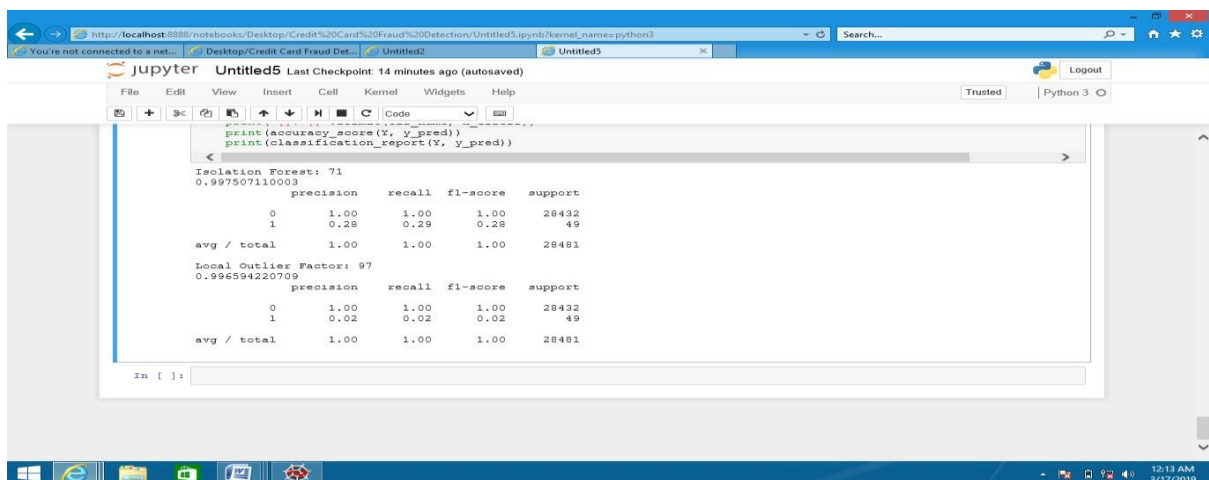 http://localhost:8888/notebooks/Desktop/Credit%20Card%20Fraud%20Detection/Untitled5.ipynb?kernel_name=python3 Search...
You're not connected to a net... Desktop/Credit Card Fraud Det... Untitled2 Untitled5
jupyter Untitled5 Last Checkpoint: 14 minutes ago (autosaved) Logout
File Edit View Insert Cell Kernel Widgets Help Trusted Python 3
Code
print(accuracy_score(Y, y_pred))
print(classification_report(Y, y_pred))
Isolation Forest: 71
0.997507110003
precision recall f1-score support
0 1.00 1.00 1.00 28432
1 0.28 0.29 0.28 49
avg / total 1.00 1.00 1.00 28481
Local Outlier Factor: 97
0.996594220709
precision recall f1-score support
0 1.00 1.00 1.00 28432
1 0.02 0.02 0.02 49
avg / total 1.00 1.00 1.00 28481
In [ ]:
12:13 AM
3/17/2019